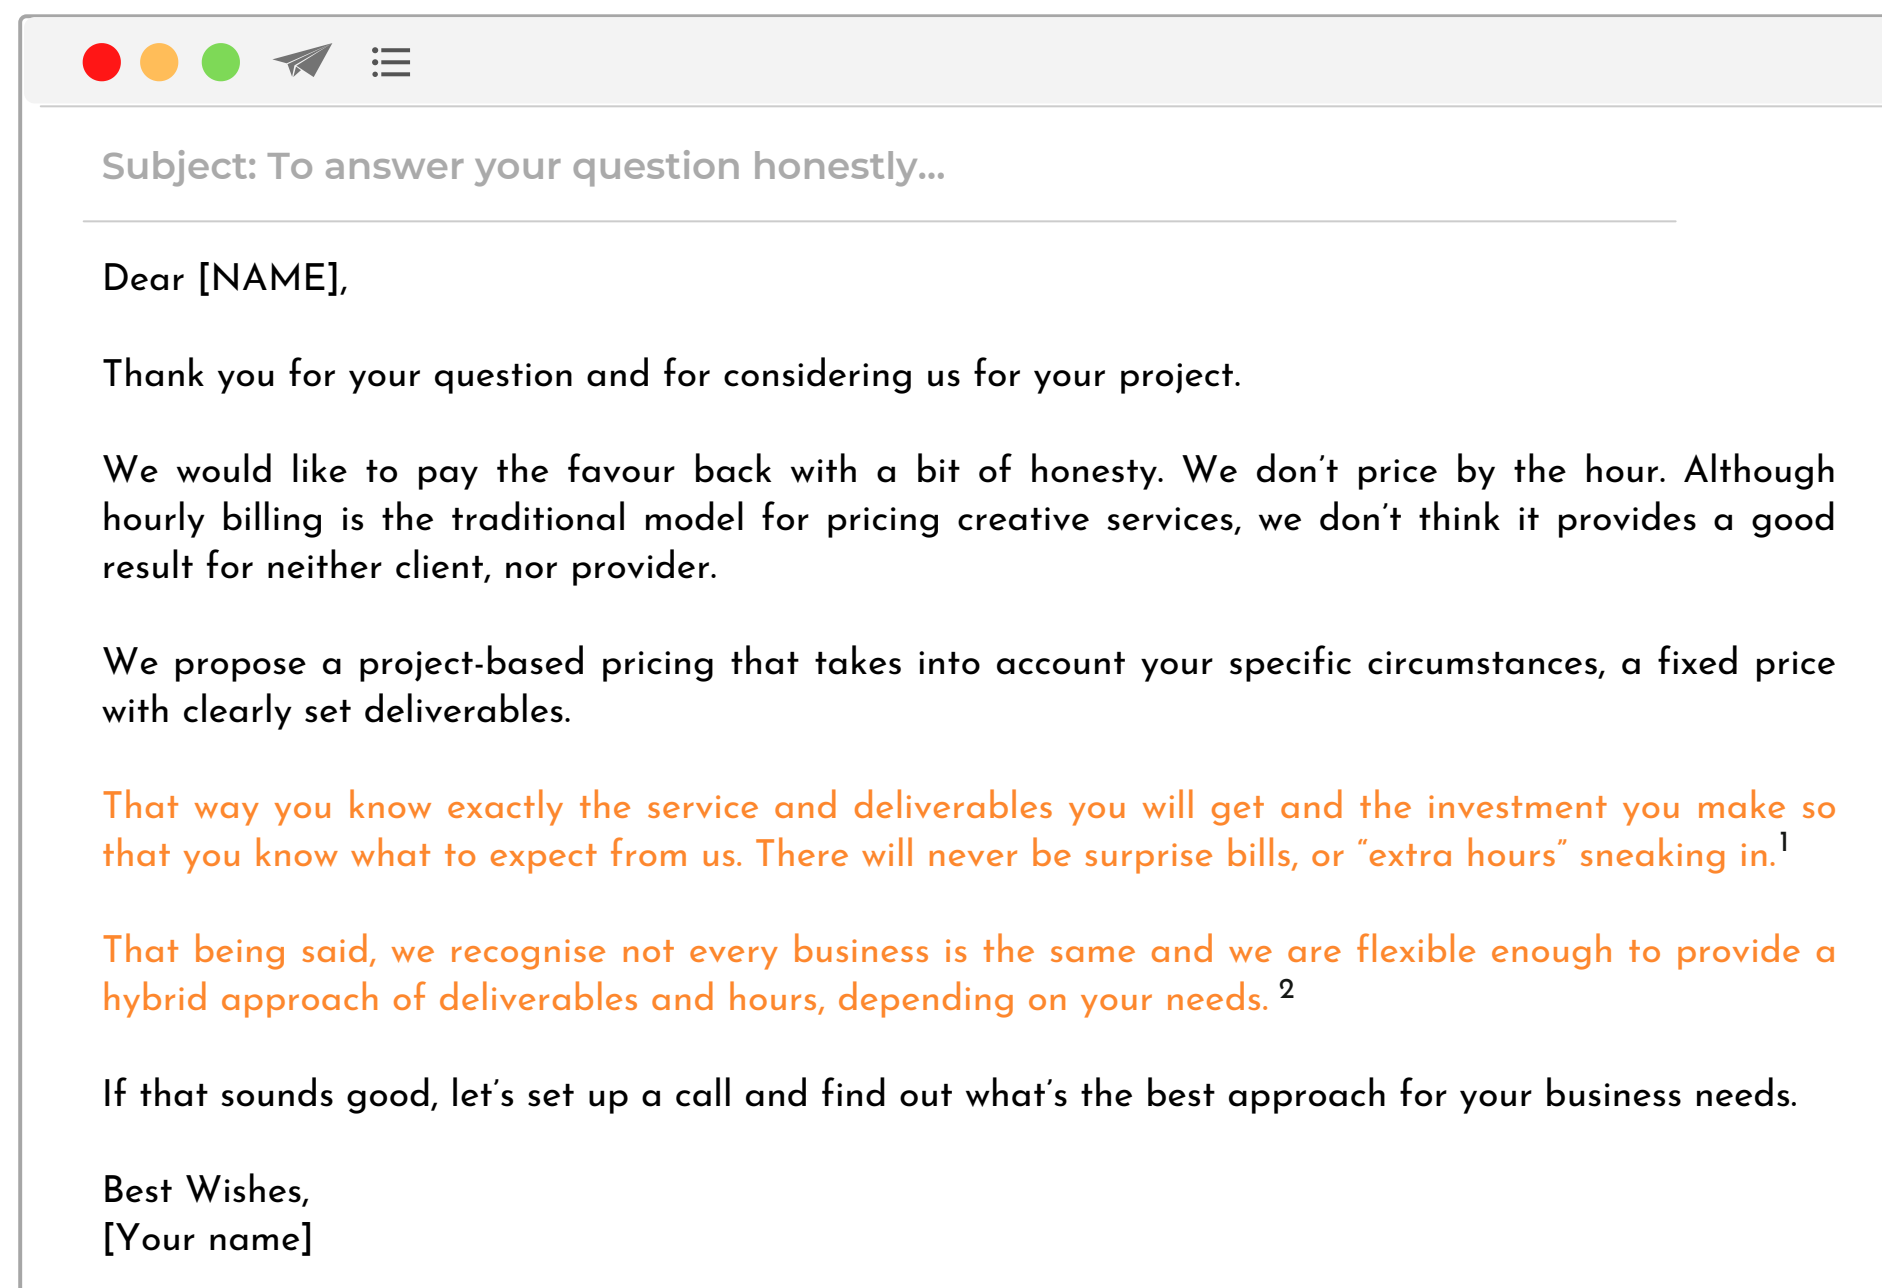 Subject: To answer your question honestly...
Dear [NAME],
Thank you for your question and for considering us for your project.
We would like to pay the favour back with a bit of honesty. We don't price by the hour. Although
hourly billing is the traditional model for pricing creative services, we don't think it provides a good
result for neither client, nor provider.
We propose a project-based pricing that takes into account your specific circumstances, a fixed price
with clearly set deliverables.
That way you know exactly the service and deliverables you will get and the investment you make so
that you know what to expect from us. There will never be surprise bills, or “extra hours” sneaking in.1
That being said, we recognise not every business is the same and we are flexible enough to provide a
hybrid approach of deliverables and hours, depending on your needs. 2
If that sounds good, let's set up a call and find out what's the best approach for your business needs.
Best Wishes,
[Your name]